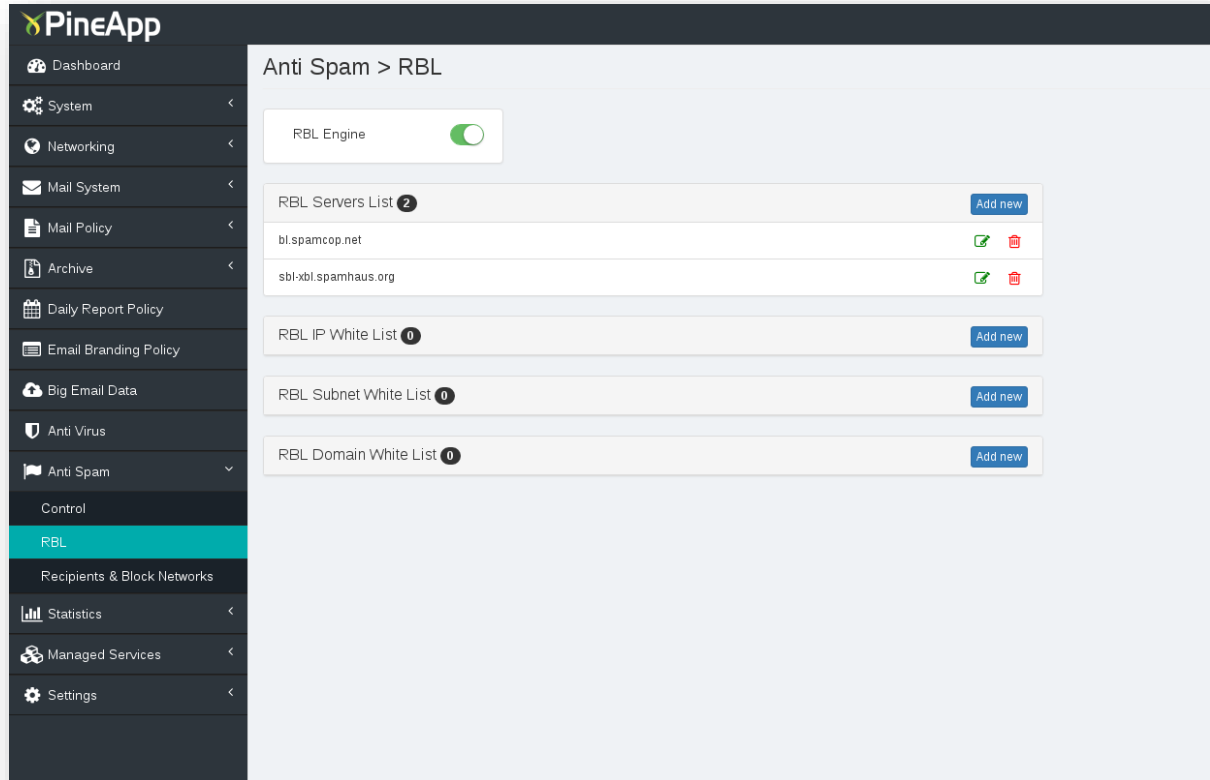 PineApp
Dashboard
System
Networking
Mail System
Mail Policy
Archive
Daily Report Policy
Email Branding Policy
Big Email Data
Anti Virus
Anti Spam
Control
RBL
Recipients & Block Networks
Statistics
Managed Services
Settings
Anti Spam > RBL
RBL Engine
RBL Servers List 2 Add new
bl.spamcop.net
sbl-xbl.spamhaus.org
RBL IP White List 0 Add new
RBL Subnet White List 0 Add new
RBL Domain White List 0 Add new